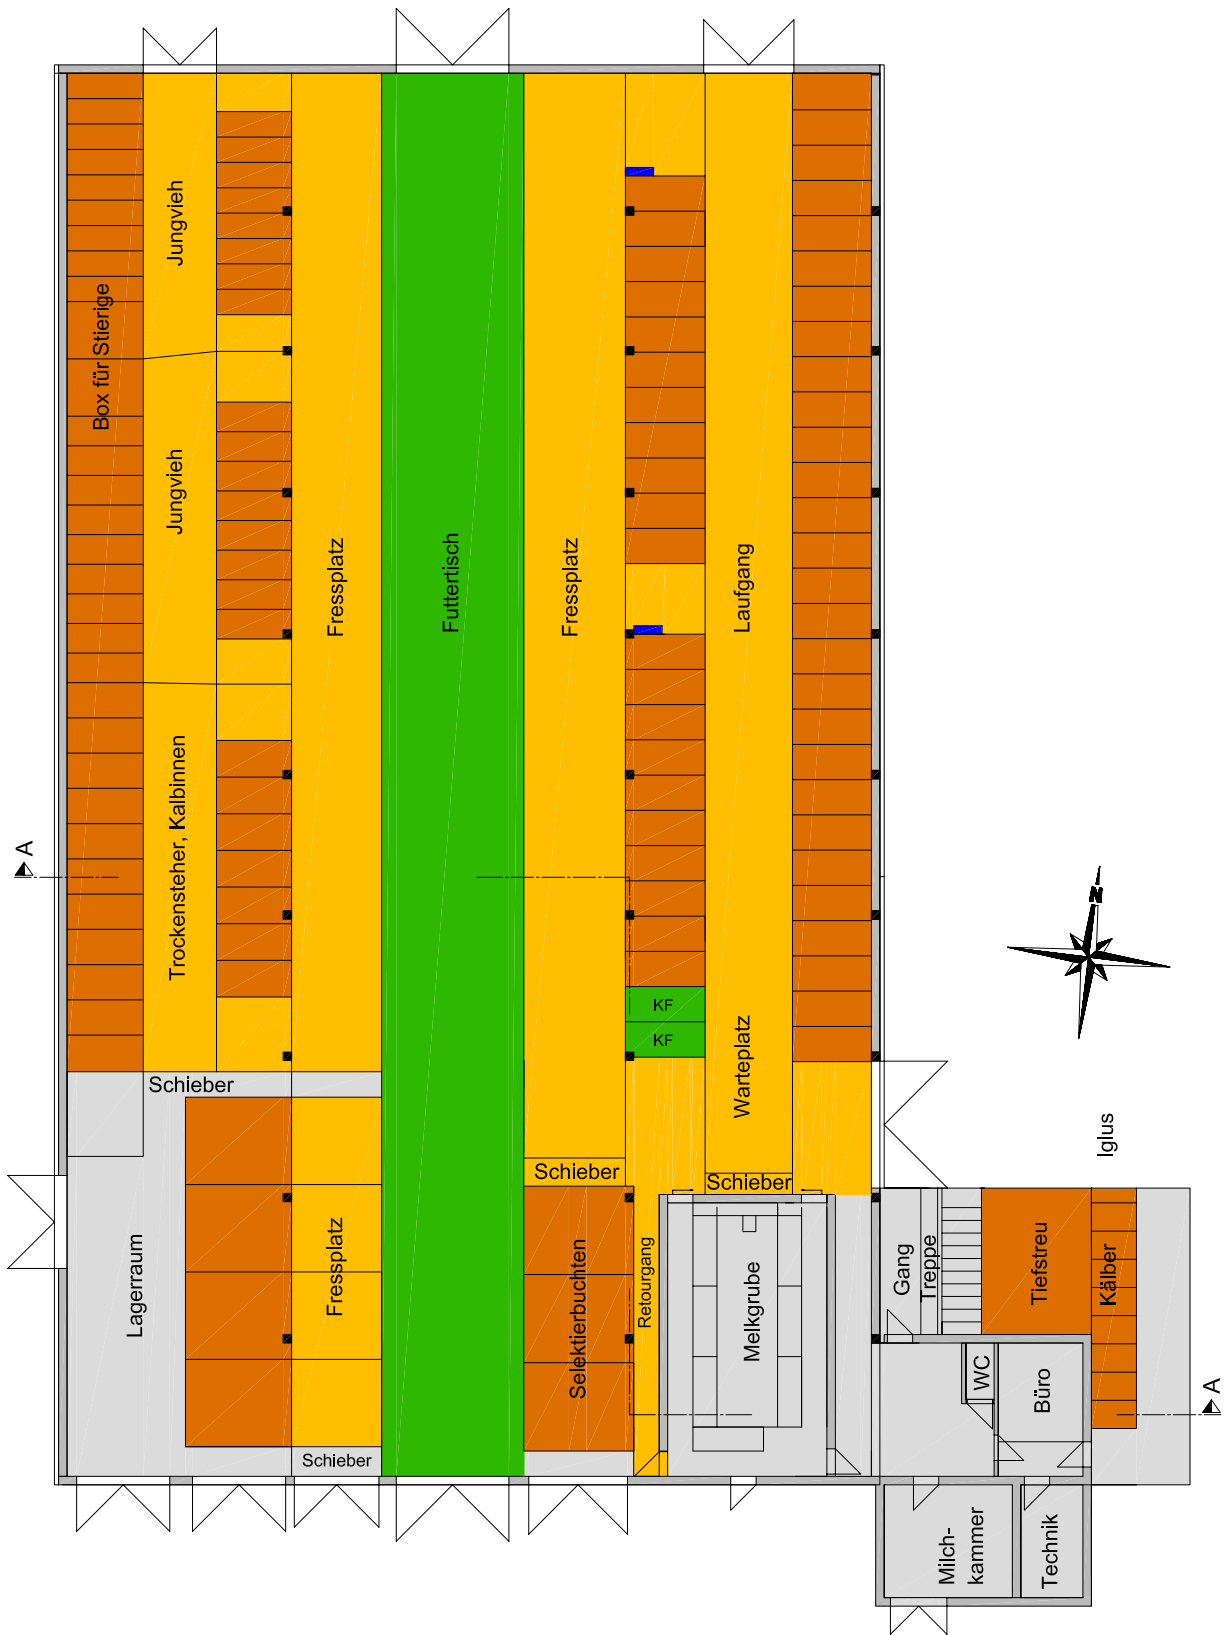 Box für Stierige
Jungvieh
Jungvieh
Trockensteher, Kalbinnen
Fressplatz
Futtertisch
Fressplatz
Laufgang
A
N
KF
KF
Warteplatz
Schieber
Schieber
Schieber
Iglus
Lagerraum
Fressplatz
Selektierbuchten
Retourgang
Melkgrube
Gang
Treppe
Tiefstreu
Kälber
WC
Büro
A
Schieber
Milch-
kammer
Technik